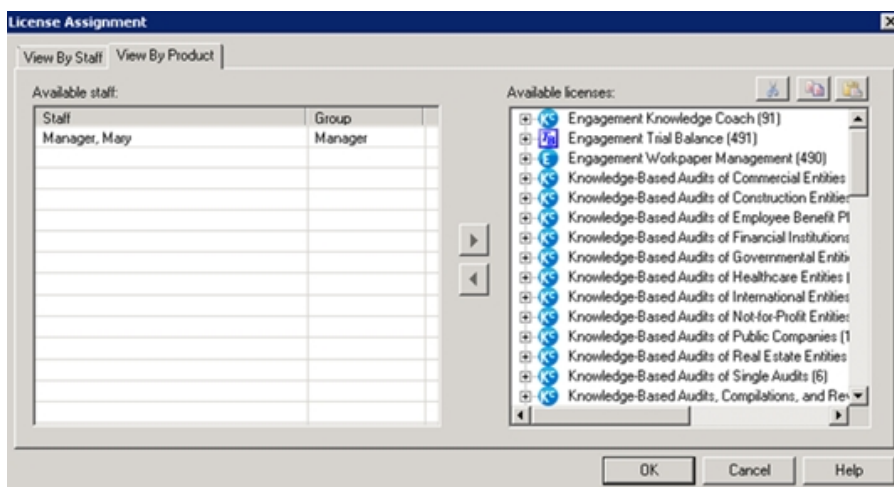 License Assignment
View By Staff
View By Product
Available staff:
Staff Group
Manager, Mary Manager
Available licenses:
Engagement Knowledge Coach (91)
Engagement Trial Balance (491)
Engagement Workpaper Management (490)
Knowledge-Based Audits of Commercial Entities
Knowledge-Based Audits of Construction Entities
Knowledge-Based Audits of Employee Benefit Pl
Knowledge-Based Audits of Financial Institutions
Knowledge-Based Audits of Governmental Entitie
Knowledge-Based Audits of Healthcare Entities (
Knowledge-Based Audits of International Entities
Knowledge-Based Audits of Not-for-Profit Entities
Knowledge-Based Audits of Public Companies (1
Knowledge-Based Audits of Real Estate Entities
Knowledge-Based Audits of Single Audits (6)
Knowledge-Based Audits, Compilations, and Rev
OK Cancel Help